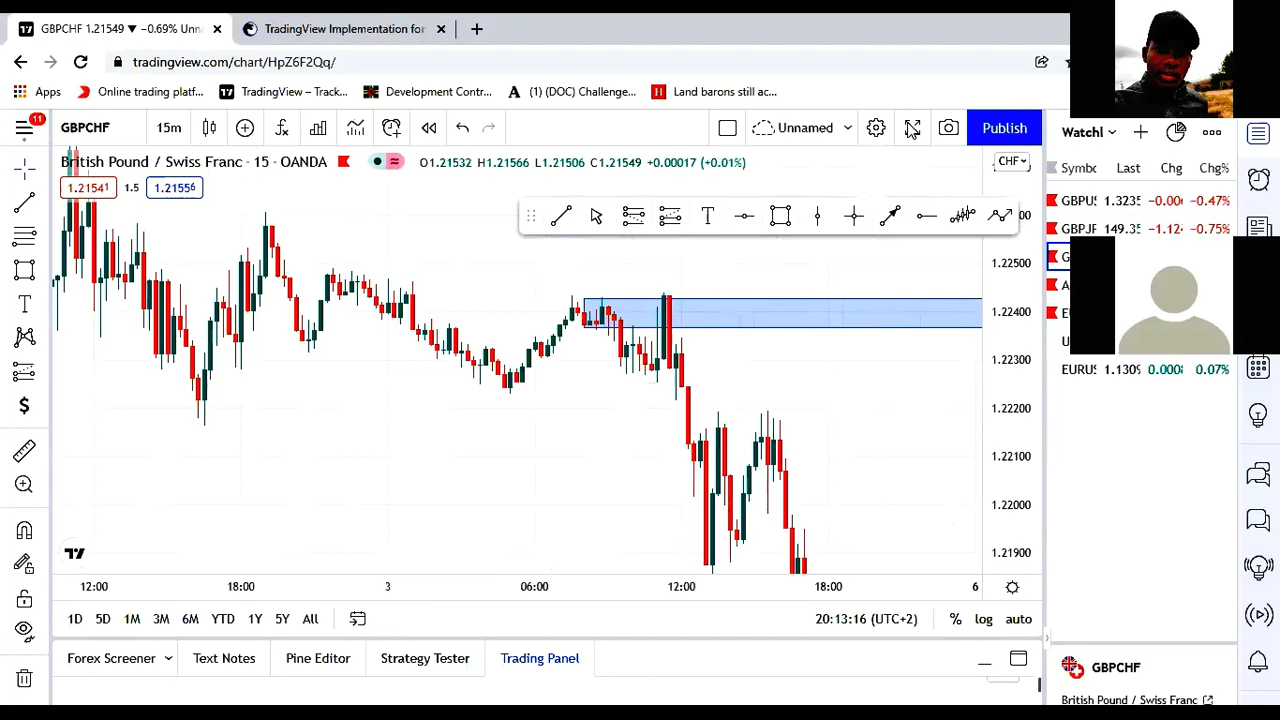 GBPCHF 1.21549 ▼ −0.69% Unna
TradingView Implementation for
tradingview.com/chart/HpZ6F2Qq/
Apps
Online trading platf...
TradingView – Track...
Development Contr...
(1) (DOC) Challenge...
Land barons still ac...
11
GBPCHF
15m
Unnamed
Publish
Watchl
British Pound / Swiss Franc · 15 · OANDA
O1.21532 H1.21566 L1.21506 C1.21549 +0.00017 (+0.01%)
CHF
1.21541
1.5
1.21556
Symbc Last Chg Chg%
GBPU 1.3235 −0.00 −0.47%
GBPJF 149.35 −1.12 −0.75%
G
A
E
U
EURUS 1.1309 0.0008 0.07%
1.22500
1.22400
1.22300
1.22200
1.22100
1.22000
1.21900
12:00 18:00 3 06:00 12:00 18:00 6
1D 5D 1M 3M 6M YTD 1Y 5Y All
20:13:16 (UTC+2) % log auto
Forex Screener Text Notes Pine Editor Strategy Tester Trading Panel
GBPCHF
British Pound / Swiss Franc